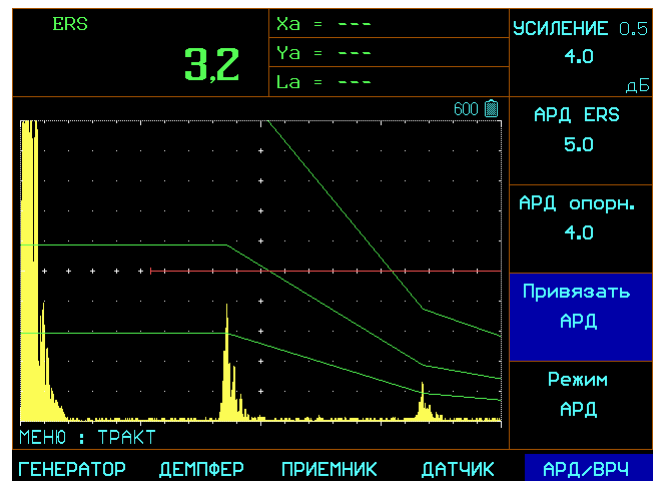 ERS
3,2
Xa = ---
Ya = ---
La = ---
УСИЛЕНИЕ 0.5
4.0
дБ
600
АРД ERS
5.0
АРД опорн.
4.0
Привязать
АРД
Режим
АРД
МЕНЮ : ТРАКТ
ГЕНЕРАТОР ДЕМПФЕР ПРИЕМНИК ДАТЧИК АРД/ВРЧ